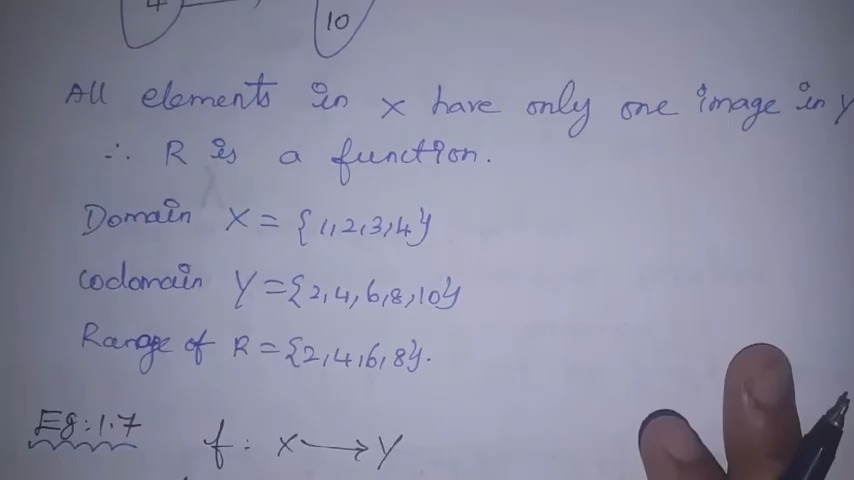 4
10
All elements in X have only one image in Y
∴ R is a function.
Domain X = {1,2,3,4}
codomain Y = {2,4,6,8,10}
Range of R = {2,4,6,8}.
Eg:1.7 f: X ⟶ Y